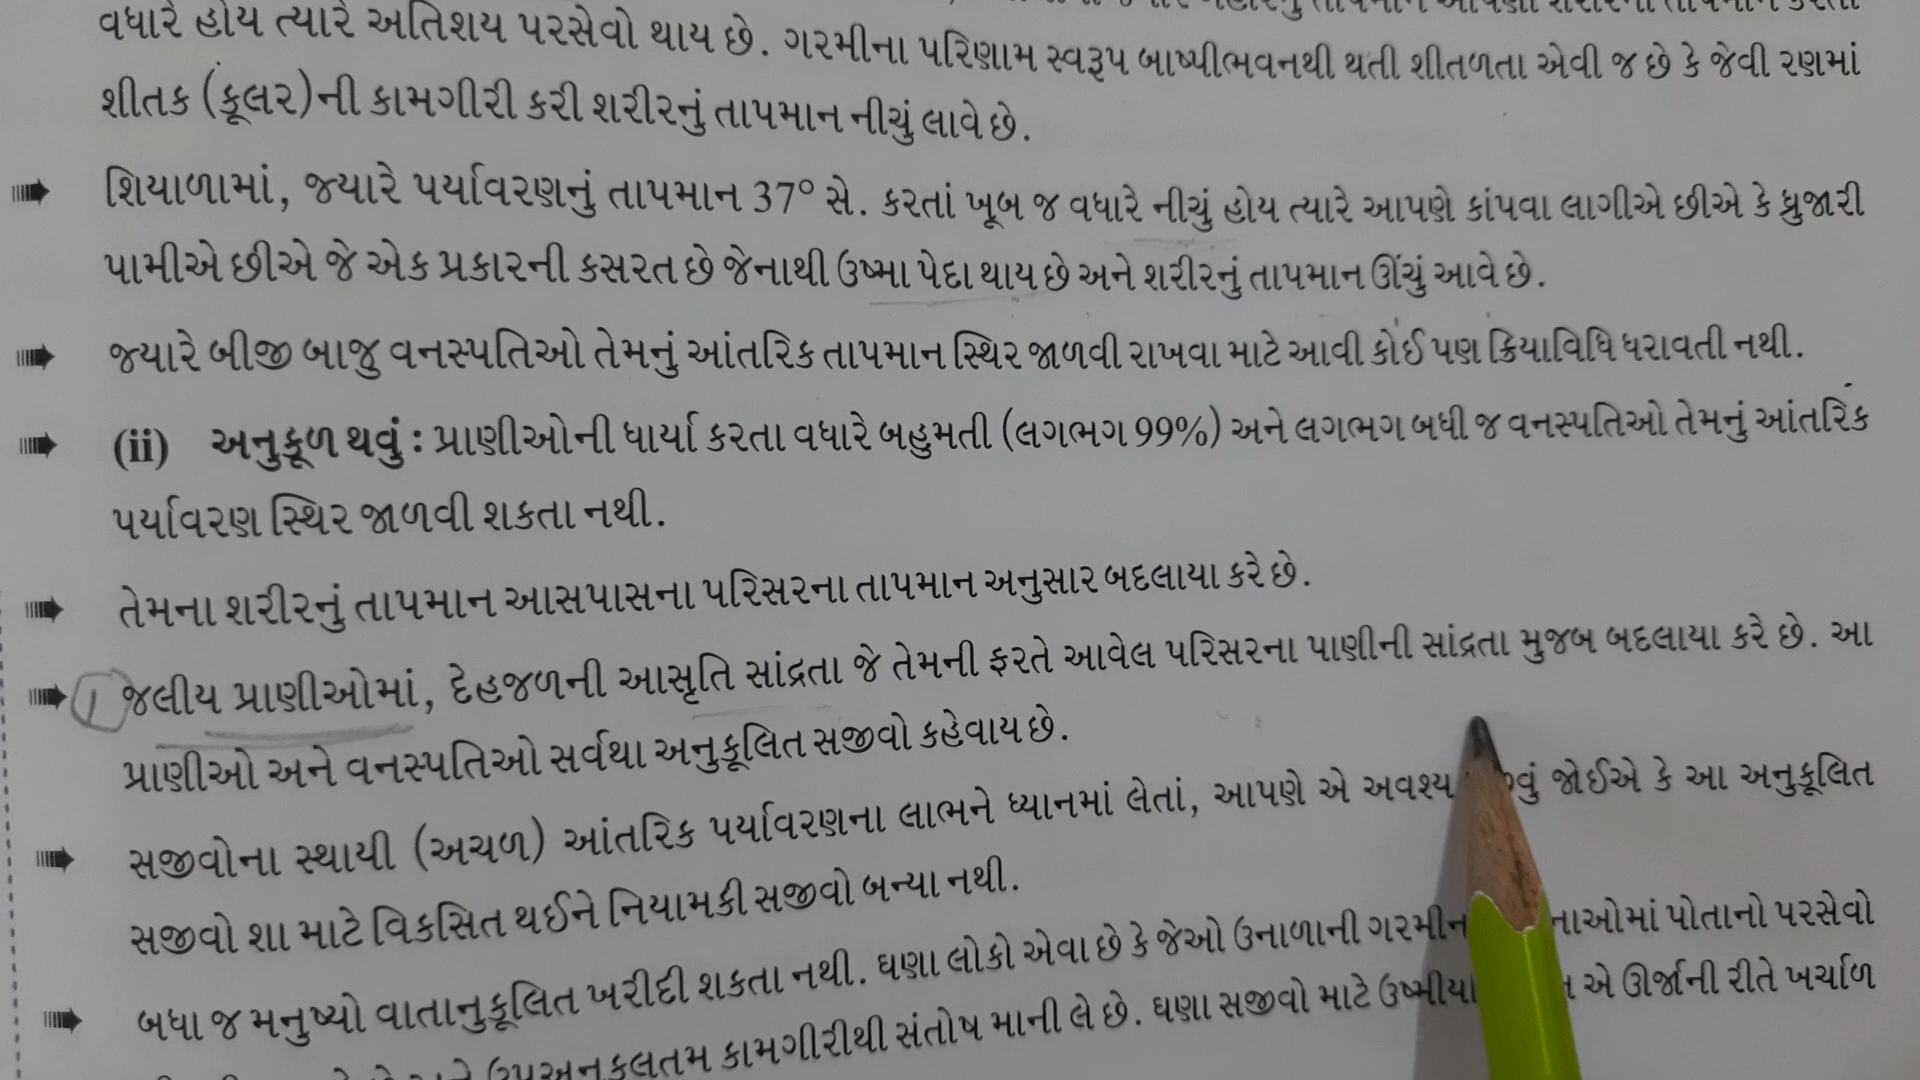 વધારે હોય ત્યારે અતિશય પરસેવો થાય છે. ગરમીના પરિણામ સ્વરૂપ બાષ્પીભવનથી થતી શીતળતા એવી જ છે કે જેવી રણમાં
શીતક (કૂલર)ની કામગીરી કરી શરીરનું તાપમાન નીચું લાવે છે.
શિયાળામાં, જ્યારે પર્યાવરણનું તાપમાન 37° સે. કરતાં ખૂબ જ વધારે નીચું હોય ત્યારે આપણે કાંપવા લાગીએ છીએ કે ધ્રુજારી
પામીએ છીએ જે એક પ્રકારની કસરત છે જેનાથી ઉષ્મા પેદા થાય છે અને શરીરનું તાપમાન ઊંચું આવે છે.
જ્યારે બીજી બાજુ વનસ્પતિઓ તેમનું આંતરિક તાપમાન સ્થિર જાળવી રાખવા માટે આવી કોઈ પણ ક્રિયાવિધિ ધરાવતી નથી.
(ii) અનુકૂળ થવું : પ્રાણીઓની ધાર્યા કરતા વધારે બહુમતી (લગભગ 99%) અને લગભગ બધી જ વનસ્પતિઓ તેમનું આંતરિક
પર્યાવરણ સ્થિર જાળવી શકતા નથી.
તેમના શરીરનું તાપમાન આસપાસના પરિસરના તાપમાન અનુસાર બદલાયા કરે છે.
1 જલીય પ્રાણીઓમાં, દેહજળની આસૃતિ સાંદ્રતા જે તેમની ફરતે આવેલ પરિસરના પાણીની સાંદ્રતા મુજબ બદલાયા કરે છે. આ
પ્રાણીઓ અને વનસ્પતિઓ સર્વથા અનુકૂલિત સજીવો કહેવાય છે.
સજીવોના સ્થાયી (અચળ) આંતરિક પર્યાવરણના લાભને ધ્યાનમાં લેતાં, આપણે એ અવશ્ય જોઈએ કે આ અનુકૂલિત
સજીવો શા માટે વિકસિત થઈને નિયામકી સજીવો બન્યા નથી.
બધા જ મનુષ્યો વાતાનુકૂલિત ખરીદી શકતા નથી. ઘણા લોકો એવા છે કે જેઓ ઉનાળાની પોતાનો પરસેવો
કામગીરીથી સંતોષ માની લે છે. ઘણા સજીવો માટે એ ઊર્જાની રીતે ખર્ચાળ